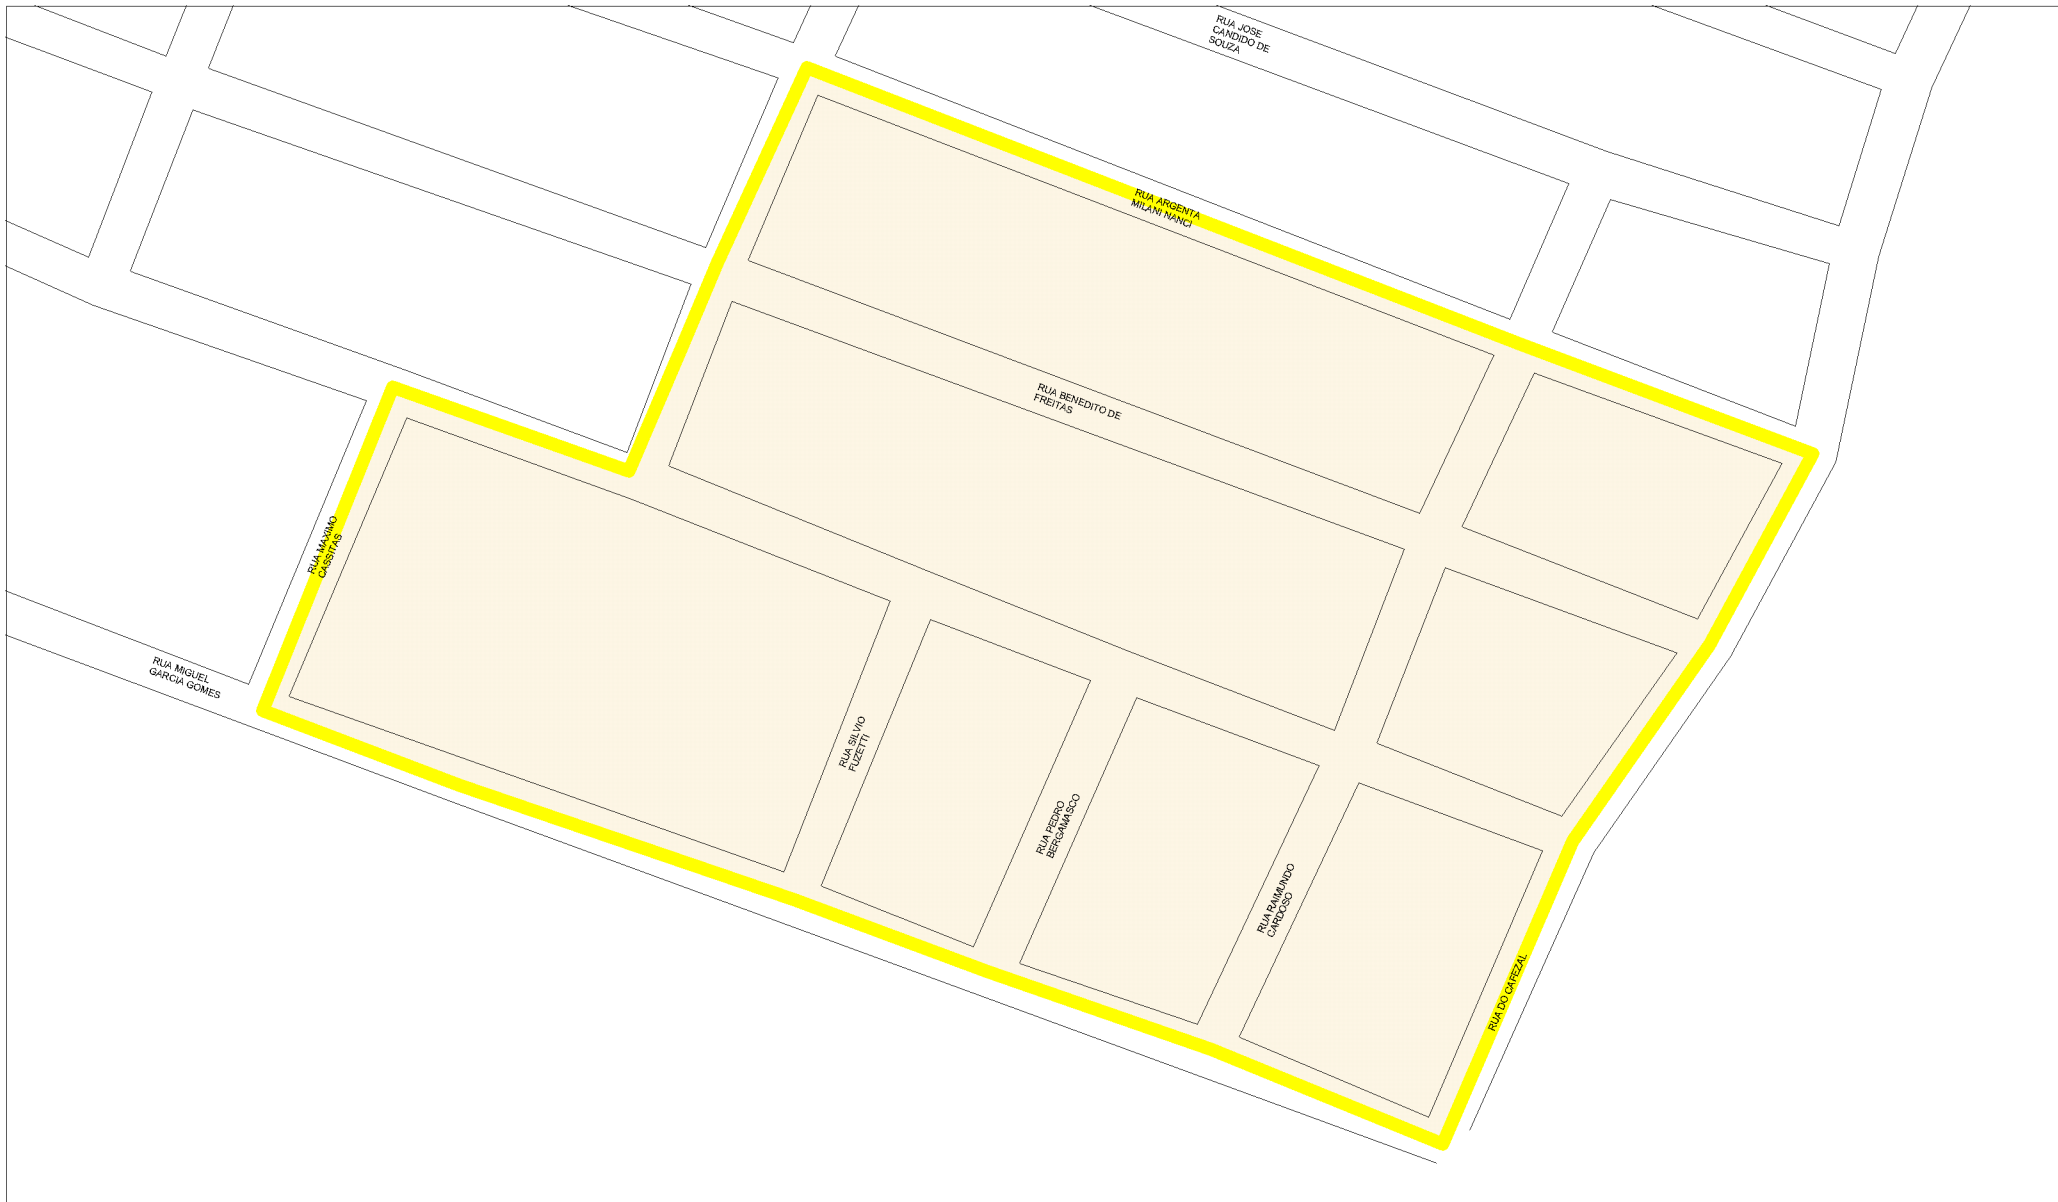 RUA JOSE
CANDIDO DE
SOUZA
RUA ARGENTA
MILANI NANCI
RUA BENEDITO DE
FREITAS
RUA MAXIMO
CASSITAS
RUA MIGUEL
GARCIA GOMES
RUA SILVIO
FUZETTI
RUA PEDRO
BERGAMASCO
RUA RAIMUNDO
CARDOSO
RUA DO CAFEZAL